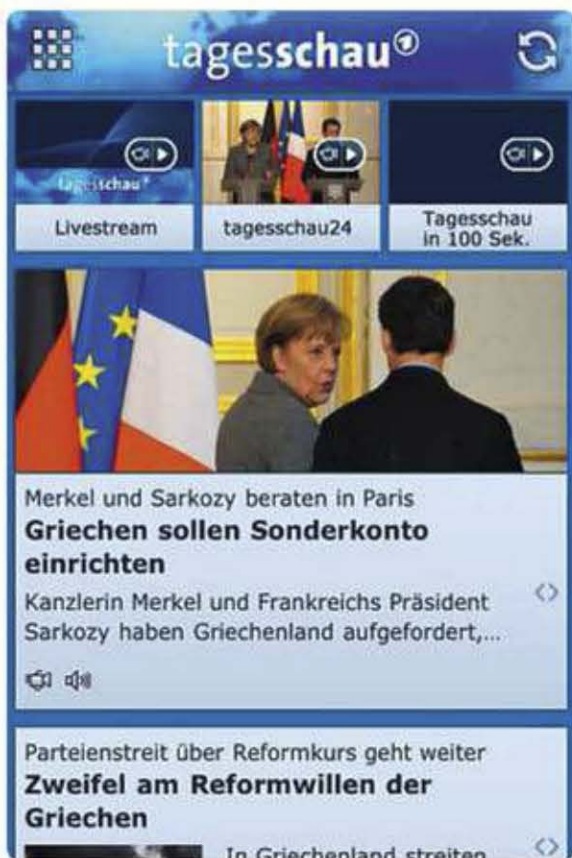 tagesschau
tagesschau
Livestream
tagesschau24
Tagesschau
in 100 Sek.
Merkel und Sarkozy beraten in Paris
Griechen sollen Sonderkonto
einrichten
Kanzlerin Merkel und Frankreichs Präsident
Sarkozy haben Griechenland aufgefordert,...
Parteienstreit über Reformkurs geht weiter
Zweifel am Reformwillen der
Griechen
In Griechenland streiten